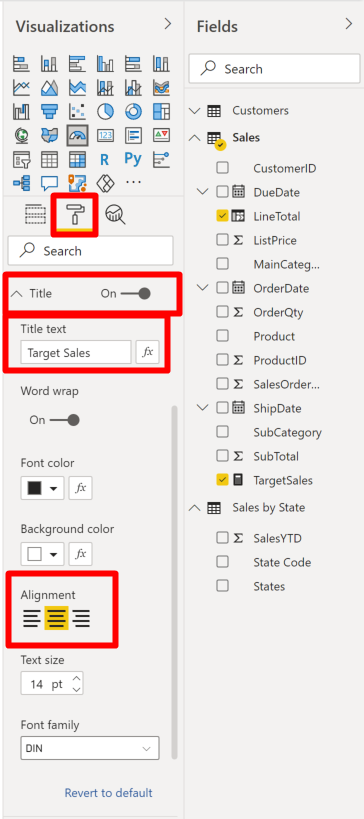 Visualizations
Search
Title On
Title text
Target Sales fx
Word wrap
On
Font color
fx
Background color
fx
Alignment
Text size
14 pt
Font family
DIN
Revert to default
Fields
Search
Customers
Sales
CustomerID
DueDate
LineTotal
Σ ListPrice
MainCateg...
OrderDate
Σ OrderQty
Product
Σ ProductID
Σ SalesOrder...
ShipDate
SubCategory
Σ SubTotal
TargetSales
Sales by State
Σ SalesYTD
State Code
States
123
R Py
...